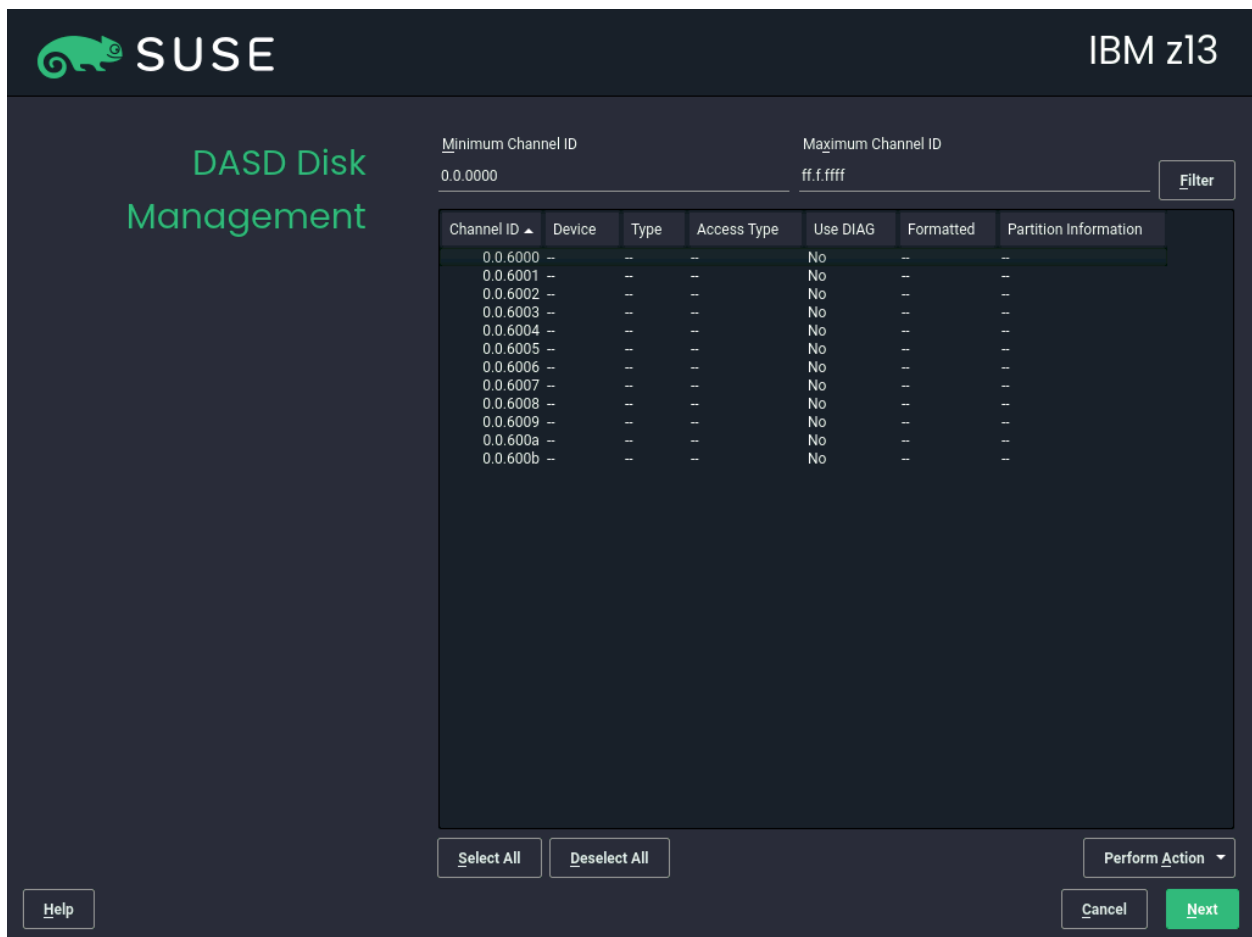 SUSE
IBM z13
DASD Disk
Management
Minimum Channel ID
Maximum Channel ID
0.0.0000
ff.f.ffff
Filter
Channel ID Device Type Access Type Use DIAG Formatted Partition Information
0.0.6000 -- -- -- No -- --
0.0.6001 -- -- -- No -- --
0.0.6002 -- -- -- No -- --
0.0.6003 -- -- -- No -- --
0.0.6004 -- -- -- No -- --
0.0.6005 -- -- -- No -- --
0.0.6006 -- -- -- No -- --
0.0.6007 -- -- -- No -- --
0.0.6008 -- -- -- No -- --
0.0.6009 -- -- -- No -- --
0.0.600a -- -- -- No -- --
0.0.600b -- -- -- No -- --
Select All
Deselect All
Perform Action
Help
Cancel
Next